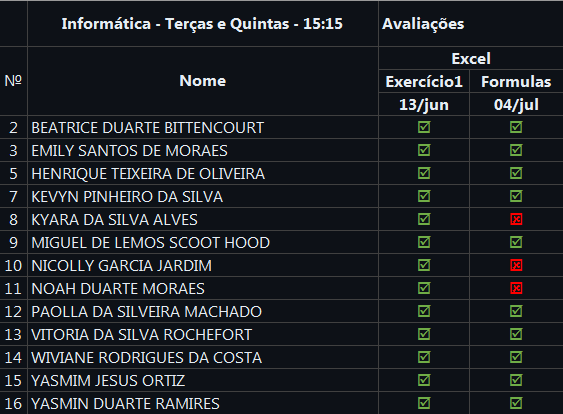 Informática - Terças e Quintas - 15:15 Avaliações
Excel
Nº Nome Exercício1 Formulas
13/jun 04/jul
2 BEATRICE DUARTE BITTENCOURT ☑ ☑
3 EMILY SANTOS DE MORAES ☑ ☑
5 HENRIQUE TEIXEIRA DE OLIVEIRA ☑ ☑
7 KEVYN PINHEIRO DA SILVA ☑ ☑
8 KYARA DA SILVA ALVES ☑ ☒
9 MIGUEL DE LEMOS SCOOT HOOD ☑ ☑
10 NICOLLY GARCIA JARDIM ☑ ☒
11 NOAH DUARTE MORAES ☑ ☒
12 PAOLLA DA SILVEIRA MACHADO ☑ ☑
13 VITORIA DA SILVA ROCHEFORT ☑ ☑
14 WIVIANE RODRIGUES DA COSTA ☑ ☑
15 YASMIM JESUS ORTIZ ☑ ☑
16 YASMIN DUARTE RAMIRES ☑ ☑